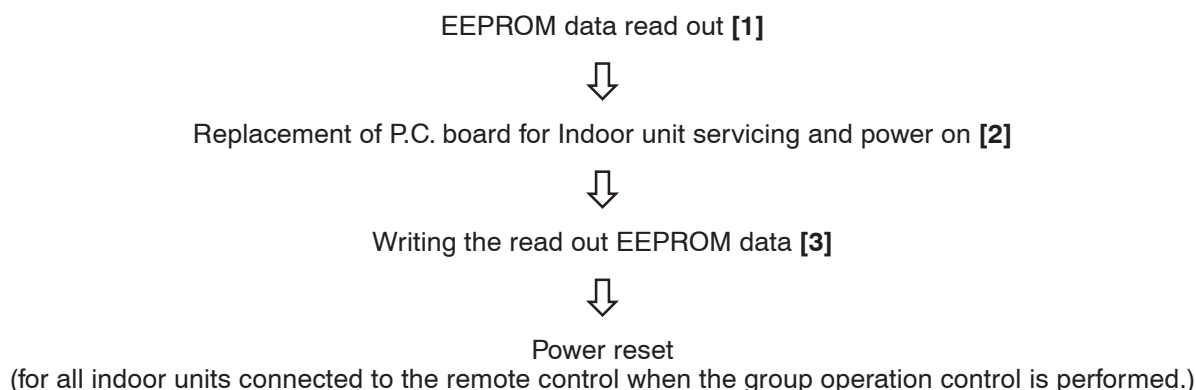 EEPROM data read out [1]
Replacement of P.C. board for Indoor unit servicing and power on [2]
Writing the read out EEPROM data [3]
Power reset
(for all indoor units connected to the remote control when the group operation control is performed.)